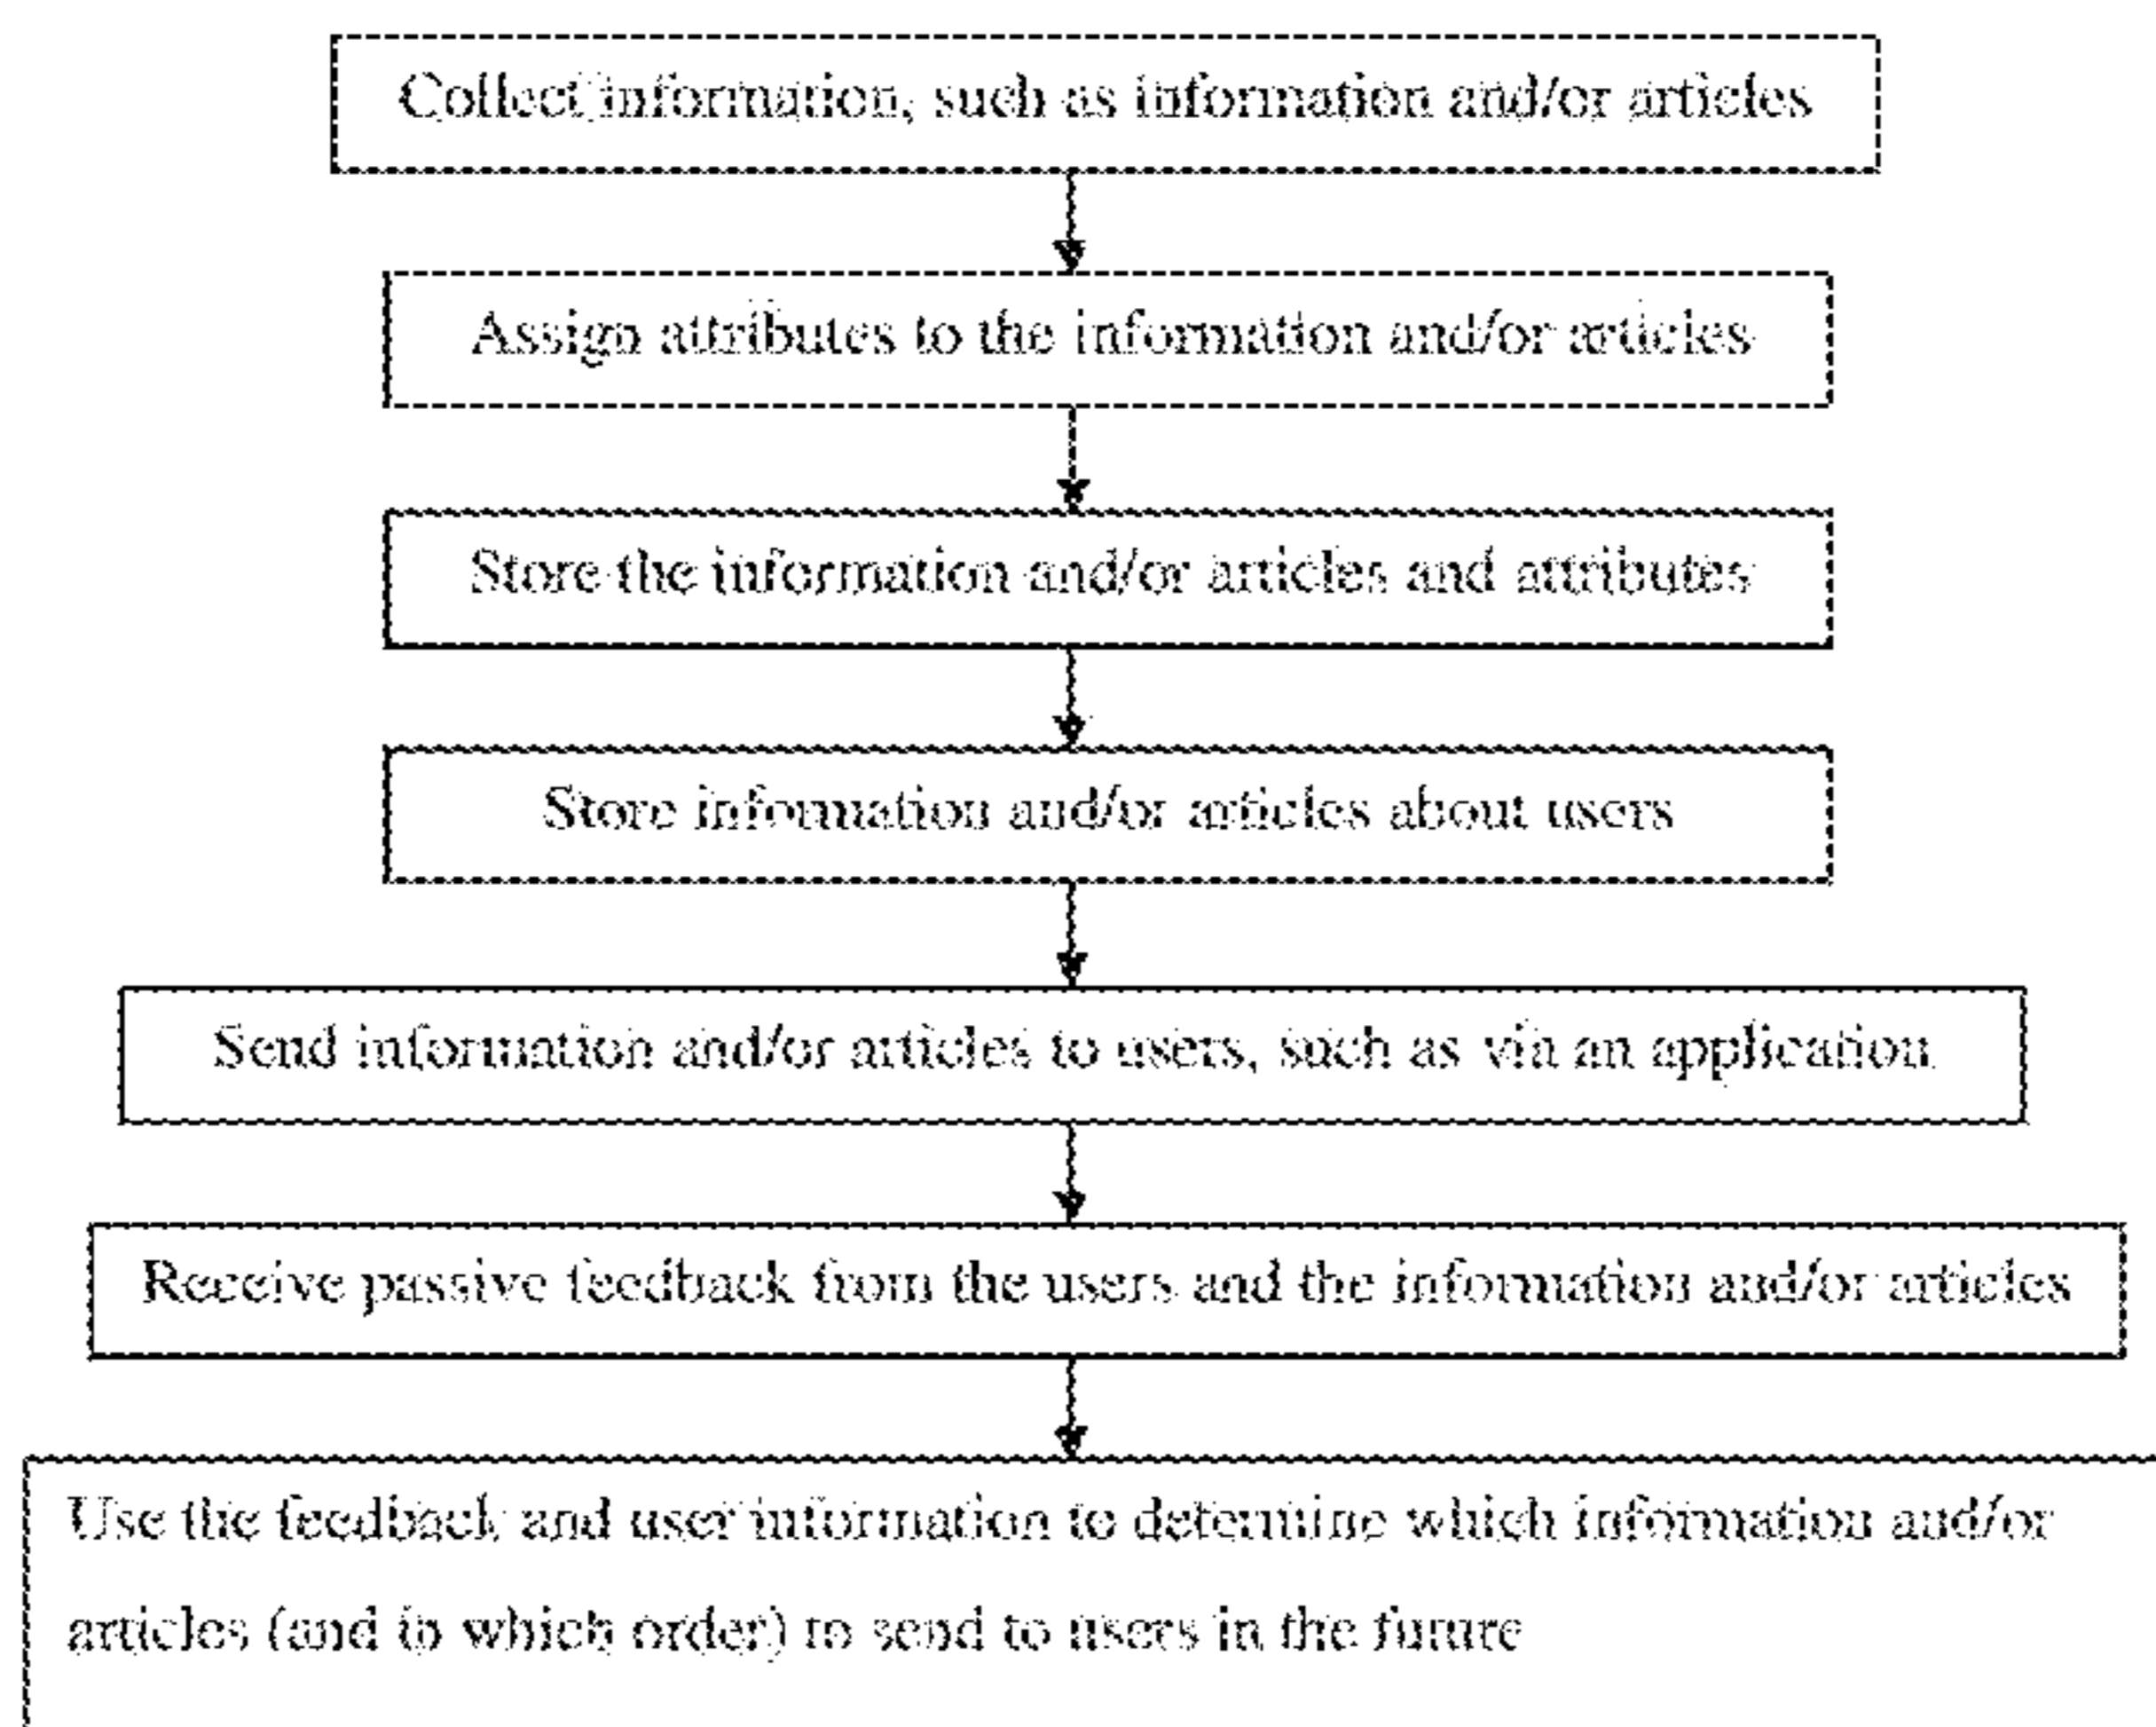 Collect information, such as information and/or articles
Assign attributes to the information and/or articles
Store the information and/or articles and attributes
Store information and/or articles about users
Send information and/or articles to users, such as via an application
Receive passive feedback from the users and the information and/or articles
Use the feedback and user information to determine which information and/or
articles (and in which order) to send to users in the future